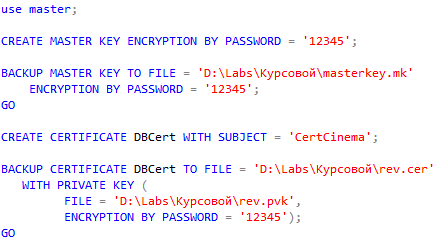 use master;
CREATE MASTER KEY ENCRYPTION BY PASSWORD = '12345';
BACKUP MASTER KEY TO FILE = 'D:\Labs\Курсовой\masterkey.mk'
ENCRYPTION BY PASSWORD = '12345';
GO
CREATE CERTIFICATE DBCert WITH SUBJECT = 'CertCinema';
BACKUP CERTIFICATE DBCert TO FILE = 'D:\Labs\Курсовой\rev.cer'
WITH PRIVATE KEY (
FILE = 'D:\Labs\Курсовой\rev.pvk',
ENCRYPTION BY PASSWORD = '12345');
GO